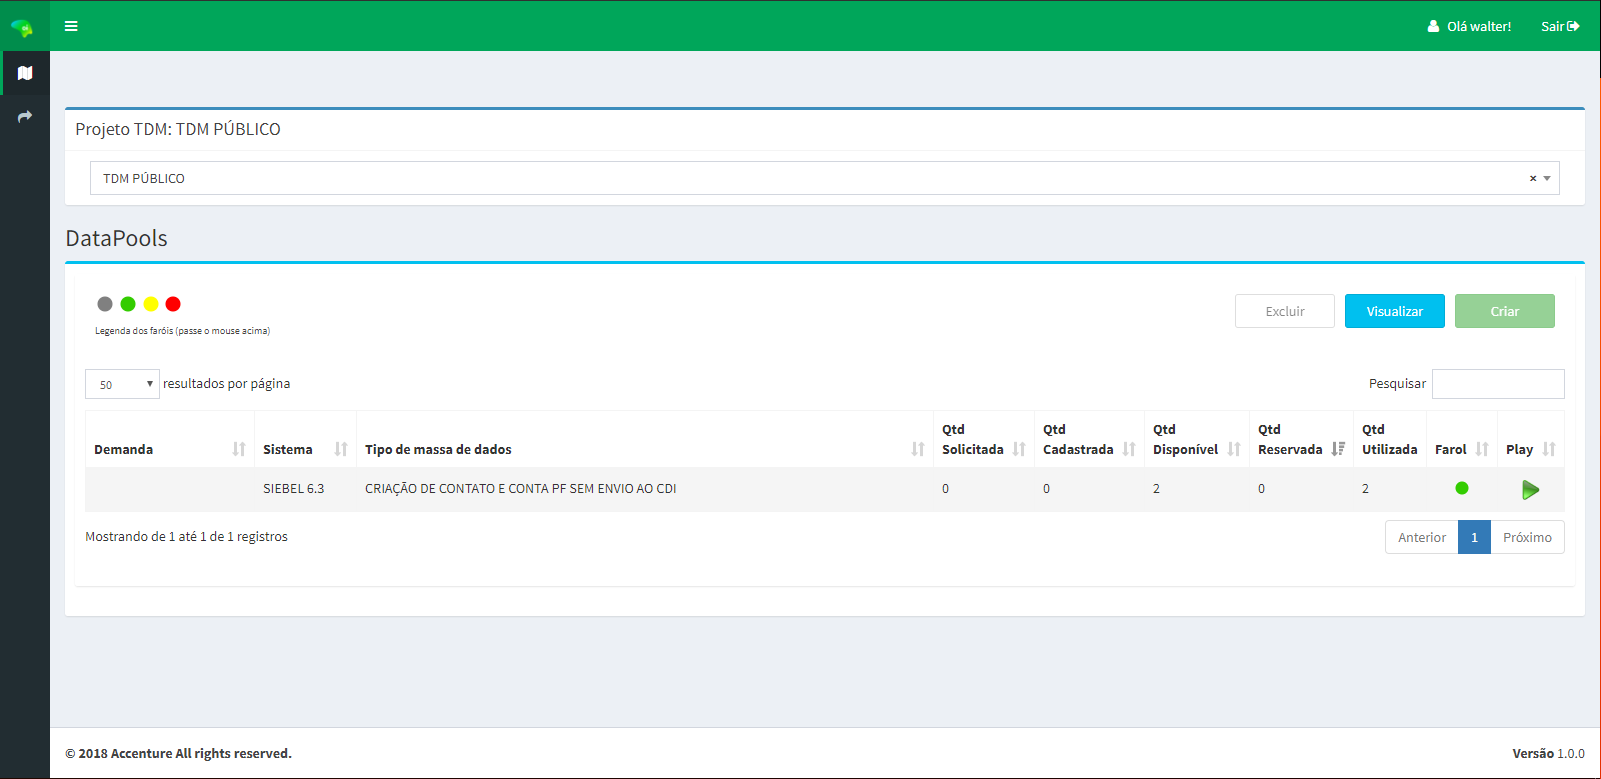 Olá walter! Sair
Projeto TDM: TDM PÚBLICO
TDM PÚBLICO ×
DataPools
Legenda dos faróis (passe o mouse acima)
Excluir Visualizar Criar
50 resultados por página Pesquisar
Demanda Sistema Tipo de massa de dados Qtd Solicitada Qtd Cadastrada Qtd Disponível Qtd Reservada Qtd Utilizada Farol Play
SIEBEL 6.3 CRIAÇÃO DE CONTATO E CONTA PF SEM ENVIO AO CDI 0 0 2 0 2
Mostrando de 1 até 1 de 1 registros Anterior 1 Próximo
© 2018 Accenture All rights reserved. Versão 1.0.0